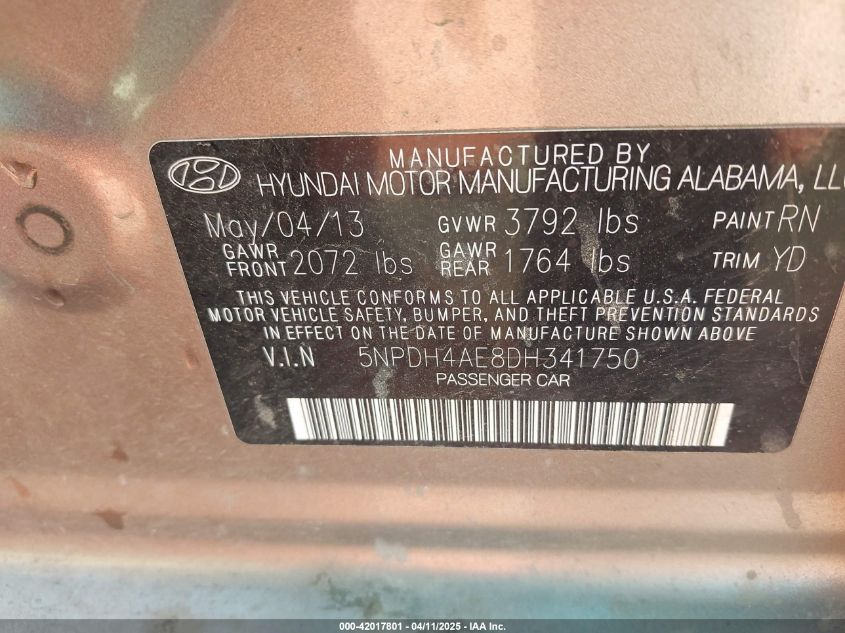 MANUFACTURED BY
HYUNDAI MOTOR MANUFACTURING ALABAMA, LLC
May/04/13 GVWR 3792 lbs PAINT RN
GAWR FRONT 2072 lbs GAWR REAR 1764 lbs TRIM YD
THIS VEHICLE CONFORMS TO ALL APPLICABLE U.S.A. FEDERAL
MOTOR VEHICLE SAFETY, BUMPER, AND THEFT PREVENTION STANDARDS
IN EFFECT ON THE DATE OF MANUFACTURE SHOWN ABOVE
V.I.N 5NPDH4AE8DH341750
PASSENGER CAR
000-42017801 - 04/11/2025 - IAA Inc.